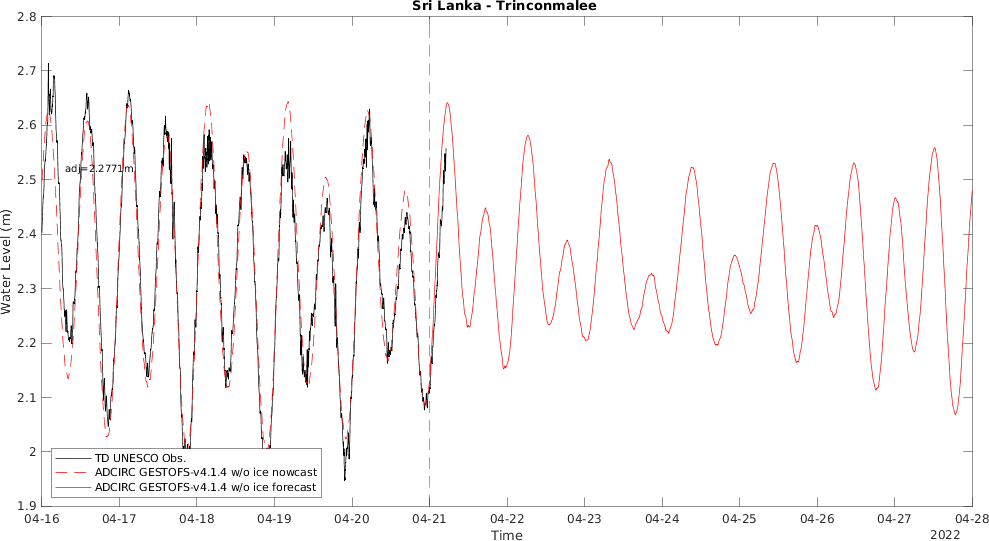 Sri Lanka - Trinconmalee
2.8
2.7
2.6
2.5
2.4
2.3
2.2
2.1
2
1.9
Water Level (m)
adj=2.2771m
TD UNESCO Obs.
ADCIRC GESTOFS-v4.1.4 w/o ice nowcast
ADCIRC GESTOFS-v4.1.4 w/o ice forecast
04-16 04-17 04-18 04-19 04-20 04-21 04-22 04-23 04-24 04-25 04-26 04-27 04-28
Time
2022